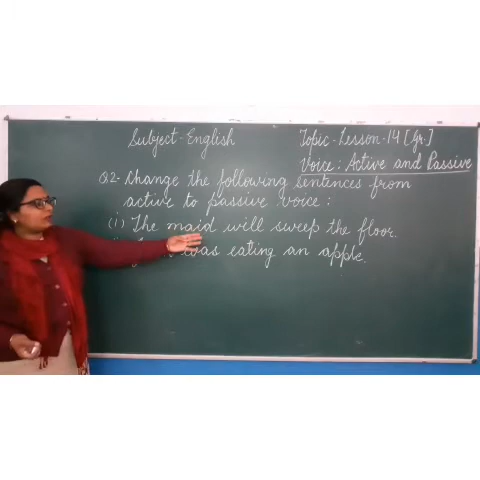 Subject - English
Topic - Lesson - 14 [Gr.]
Voice : Active and Passive
Q.2 - Change the following sentences from
active to passive voice :
(i) The maid will sweep the floor.
was eating an apple.